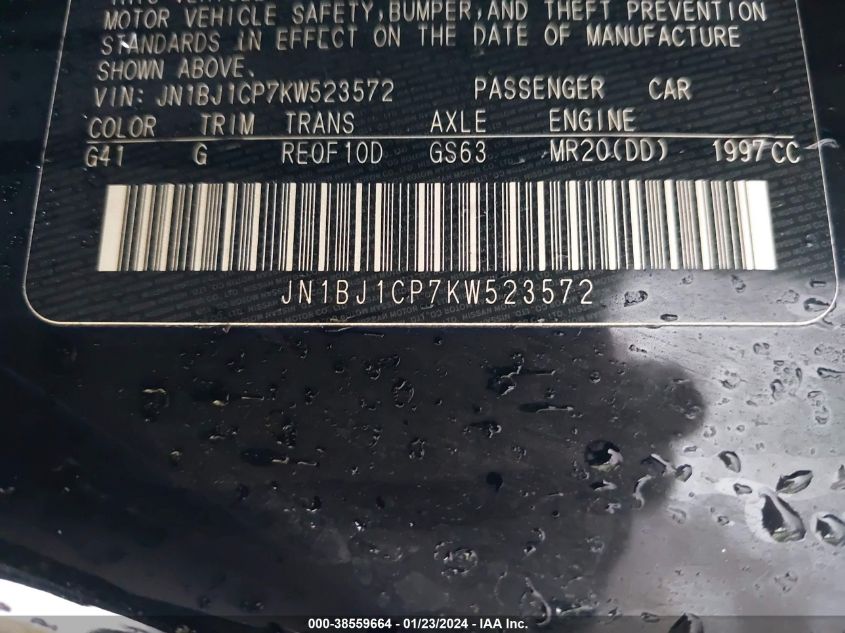 MOTOR VEHICLE SAFETY,BUMPER,AND THEFT PREVENTION
STANDARDS IN EFFECT ON THE DATE OF MANUFACTURE
SHOWN ABOVE.
VIN: JN1BJ1CP7KW523572 PASSENGER CAR
COLOR TRIM TRANS AXLE ENGINE
G41 G RE0F10D GS63 MR20(DD) 1997CC
JN1BJ1CP7KW523572
000-38559664 / 01/23/2024 - IAA Inc.